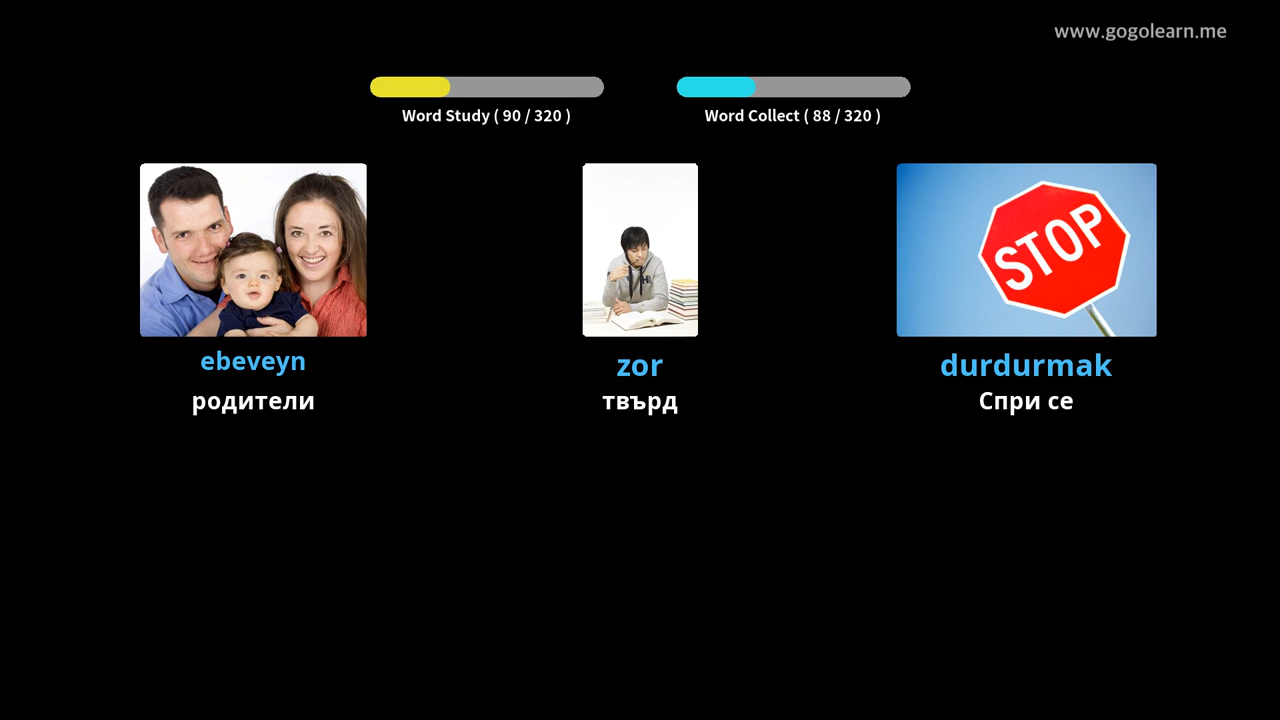 www.gogolearn.me
Word Study ( 90 / 320 )
Word Collect ( 88 / 320 )
STOP
ebeveyn
zor
durdurmak
родители
твърд
Спри се